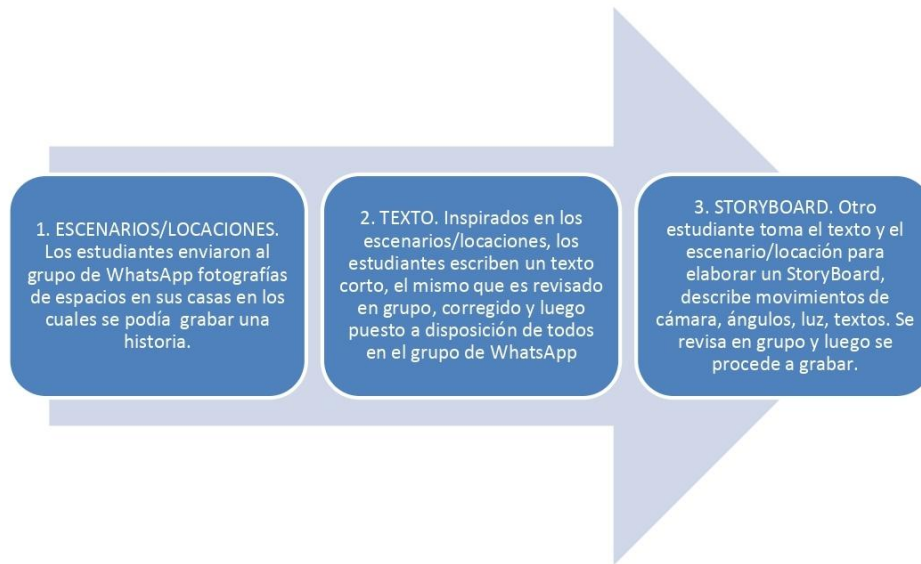 1. ESCENARIOS/LOCACIONES.
Los estudiantes enviaron al
grupo de WhatsApp fotografías
de espacios en sus casas en los
cuales se podía grabar una
historia.
2. TEXTO. Inspirados en los
escenarios/locaciones, los
estudiantes escriben un texto
corto, el mismo que es revisado
en grupo, corregido y luego
puesto a disposición de todos
en el grupo de WhatsApp
3. STORYBOARD. Otro
estudiante toma el texto y el
escenario/locación para
elaborar un StoryBoard,
describe movimientos de
cámara, ángulos, luz, textos. Se
revisa en grupo y luego se
procede a grabar.